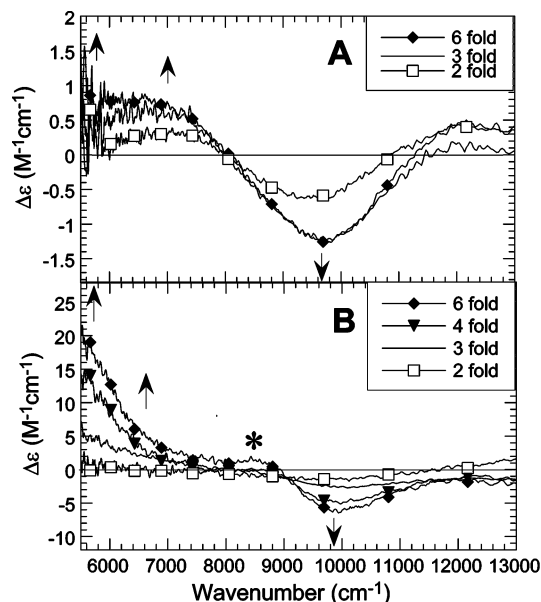 2
1.5
1
0.5
0
-0.5
-1
-1.5
Δε (M⁻¹cm⁻¹)
A
6 fold
3 fold
2 fold
25
20
15
10
5
0
-5
-10
Δε (M⁻¹cm⁻¹)
B
*
6 fold
4 fold
3 fold
2 fold
6000 7000 8000 9000 10000 11000 12000 13000
Wavenumber (cm⁻¹)